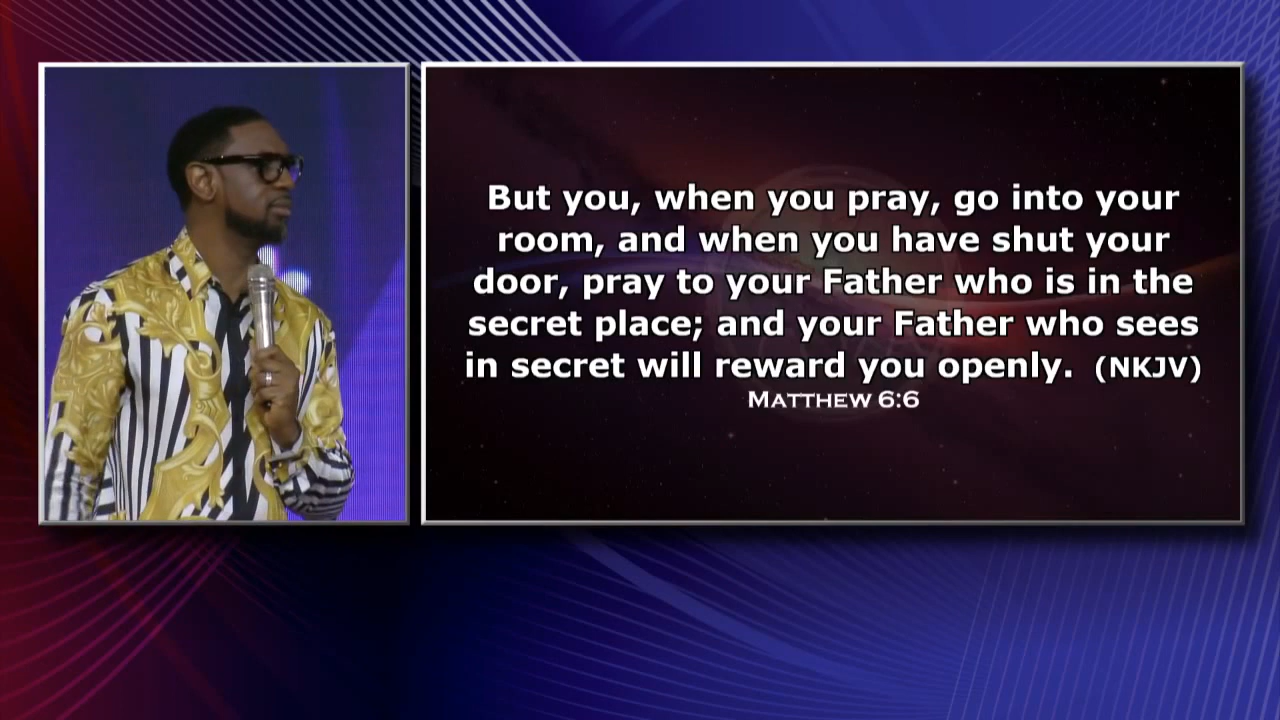 But you, when you pray, go into your
room, and when you have shut your
door, pray to your Father who is in the
secret place; and your Father who sees
in secret will reward you openly.  (NKJV)
Matthew 6:6